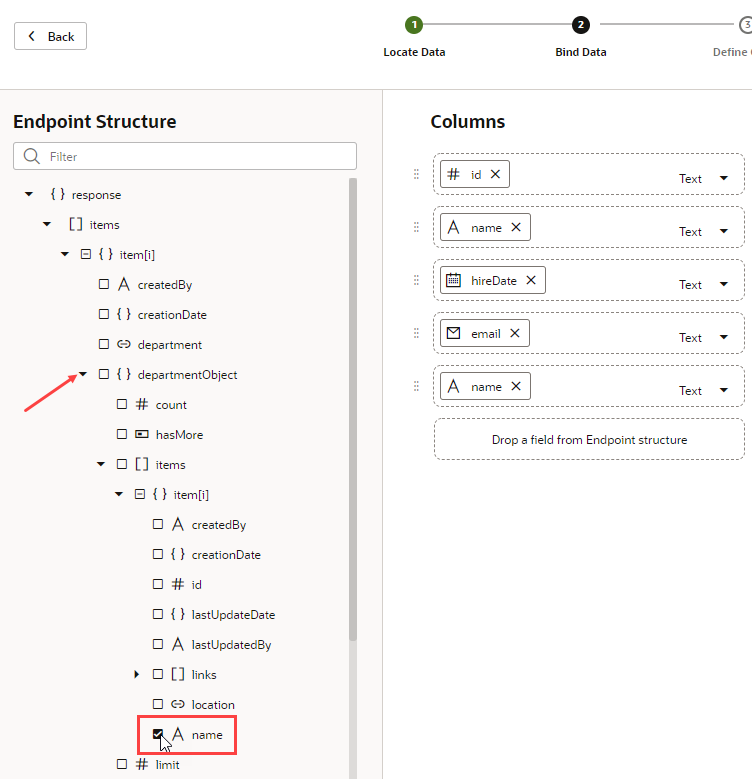 Back
1
2
3
Locate Data
Bind Data
Define
Endpoint Structure
Filter
{ } response
[ ] items
{ } item[i]
A createdBy
{ } creationDate
department
{ } departmentObject
# count
hasMore
[ ] items
{ } item[i]
A createdBy
{ } creationDate
# id
{ } lastUpdateDate
A lastUpdatedBy
[ ] links
location
A name
# limit
Columns
# id × Text
A name × Text
hireDate × Text
email × Text
A name × Text
Drop a field from Endpoint structure